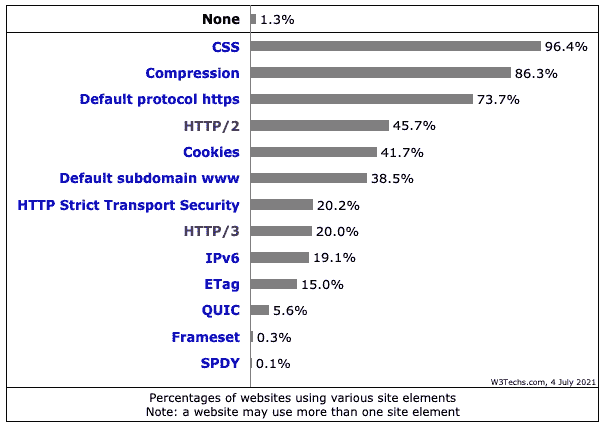 None 1.3%
CSS 96.4%
Compression 86.3%
Default protocol https 73.7%
HTTP/2 45.7%
Cookies 41.7%
Default subdomain www 38.5%
HTTP Strict Transport Security 20.2%
HTTP/3 20.0%
IPv6 19.1%
ETag 15.0%
QUIC 5.6%
Frameset 0.3%
SPDY 0.1%
W3Techs.com, 4 July 2021
Percentages of websites using various site elements
Note: a website may use more than one site element